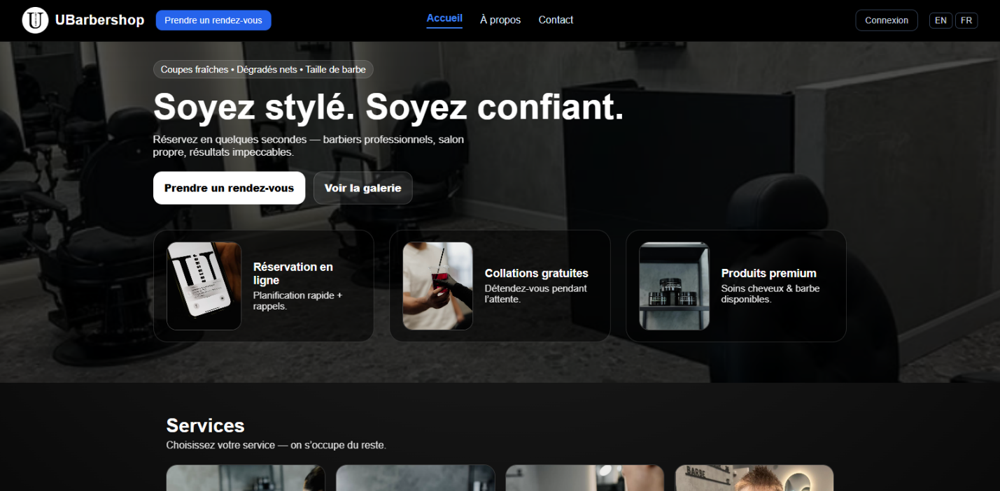 U
UBarbershop
Prendre un rendez-vous
Accueil
À propos
Contact
Connexion
EN
FR
Coupes fraîches • Dégradés nets • Taille de barbe
Soyez stylé. Soyez confiant.
Réservez en quelques secondes — barbiers professionnels, salon
propre, résultats impeccables.
Prendre un rendez-vous
Voir la galerie
Réservation en
ligne
Planification rapide +
rappels.
Collations gratuites
Détendez-vous pendant
l’attente.
Produits premium
Soins cheveux & barbe
disponibles.
Services
Choisissez votre service — on s’occupe du reste.